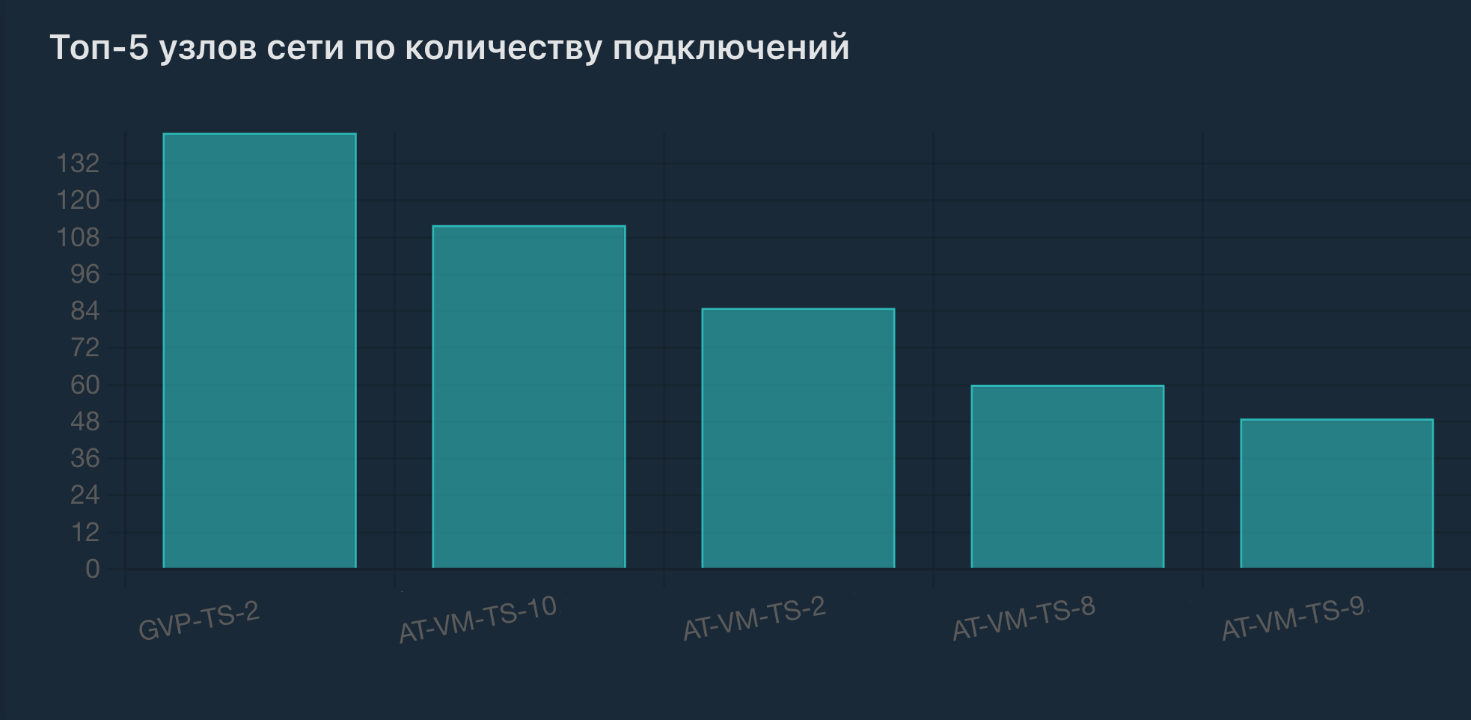 Топ-5 узлов сети по количеству подключений
132
120
108
96
84
72
60
48
36
24
12
0
GVP-TS-2
AT-VM-TS-10
AT-VM-TS-2
AT-VM-TS-8
AT-VM-TS-9